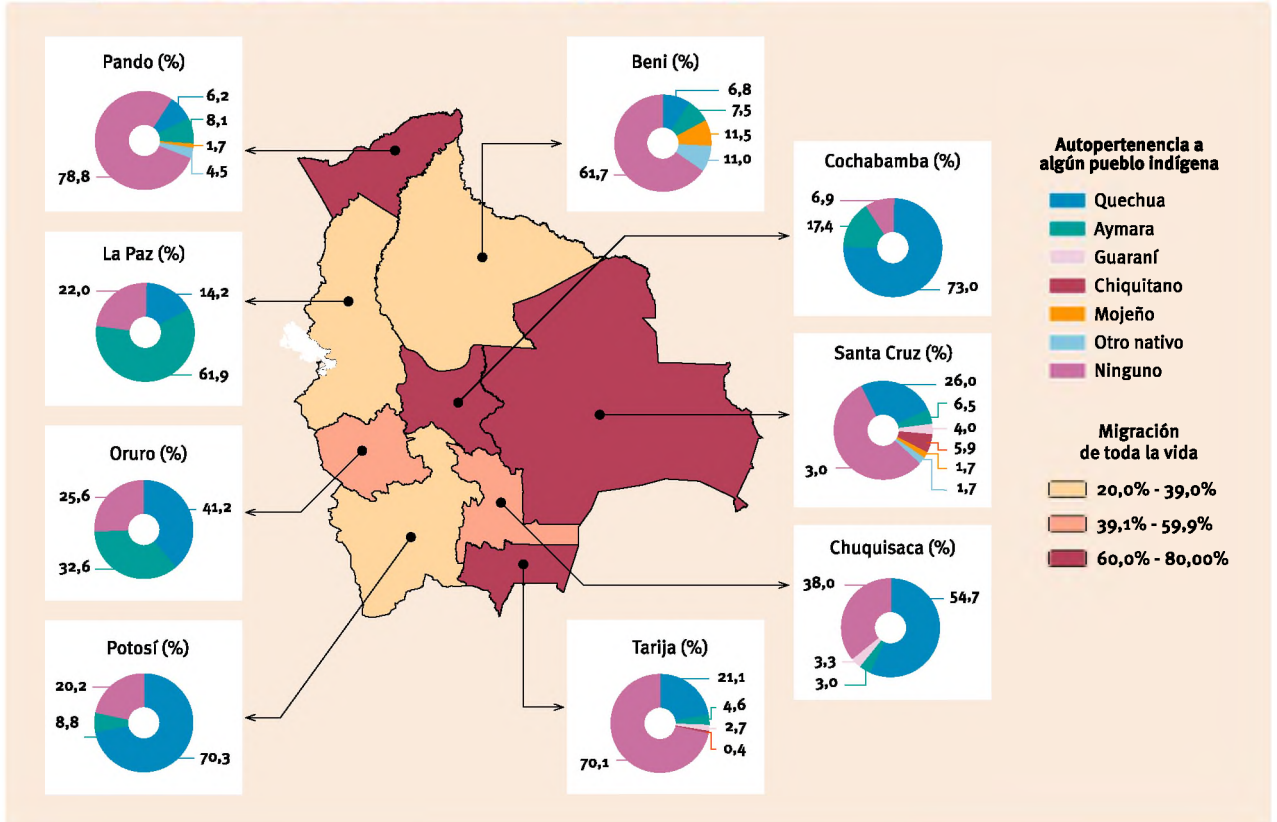 Pando (%)
6,2
8,1
1,7
4,5
78,8
La Paz (%)
22,0
14,2
61,9
Oruro (%)
25,6
41,2
32,6
Potosí (%)
20,2
8,8
70,3
Beni (%)
6,8
7,5
11,5
11,0
61,7
Tarija (%)
21,1
4,6
2,7
0,4
70,1
Cochabamba (%)
6,9
17,4
73,0
Santa Cruz (%)
26,0
6,5
4,0
5,9
1,7
1,7
3,0
Chuquisaca (%)
38,0
54,7
3,3
3,0
Autopertenencia a
algún pueblo indígena
Quechua
Aymara
Guaraní
Chiquitano
Mojeño
Otro nativo
Ninguno
Migración
de toda la vida
20,0% - 39,0%
39,1% - 59,9%
60,0% - 80,00%